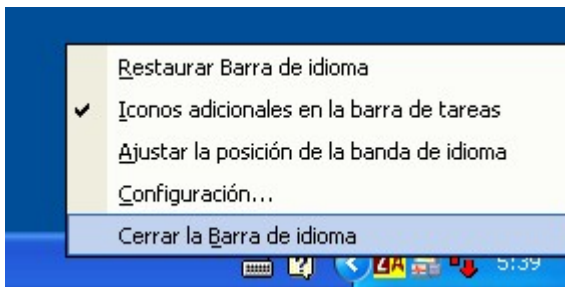 Restaurar Barra de idioma
Iconos adicionales en la barra de tareas
Ajustar la posición de la banda de idioma
Configuración...
Cerrar la Barra de idioma
ZA 5:39